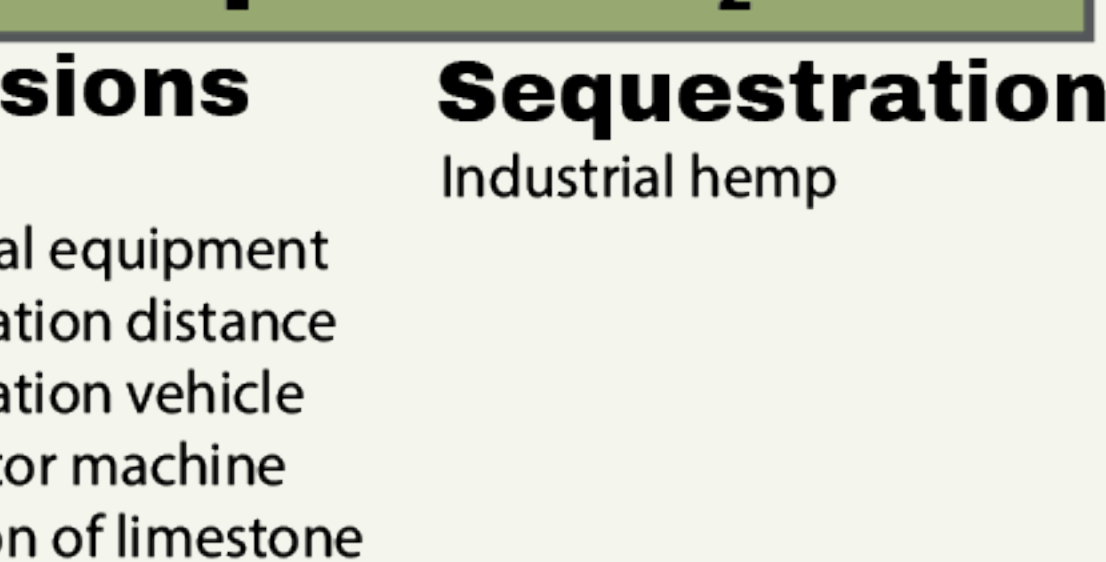 sions Sequestration
Industrial hemp
al equipment
ation distance
ation vehicle
tor machine
on of limestone